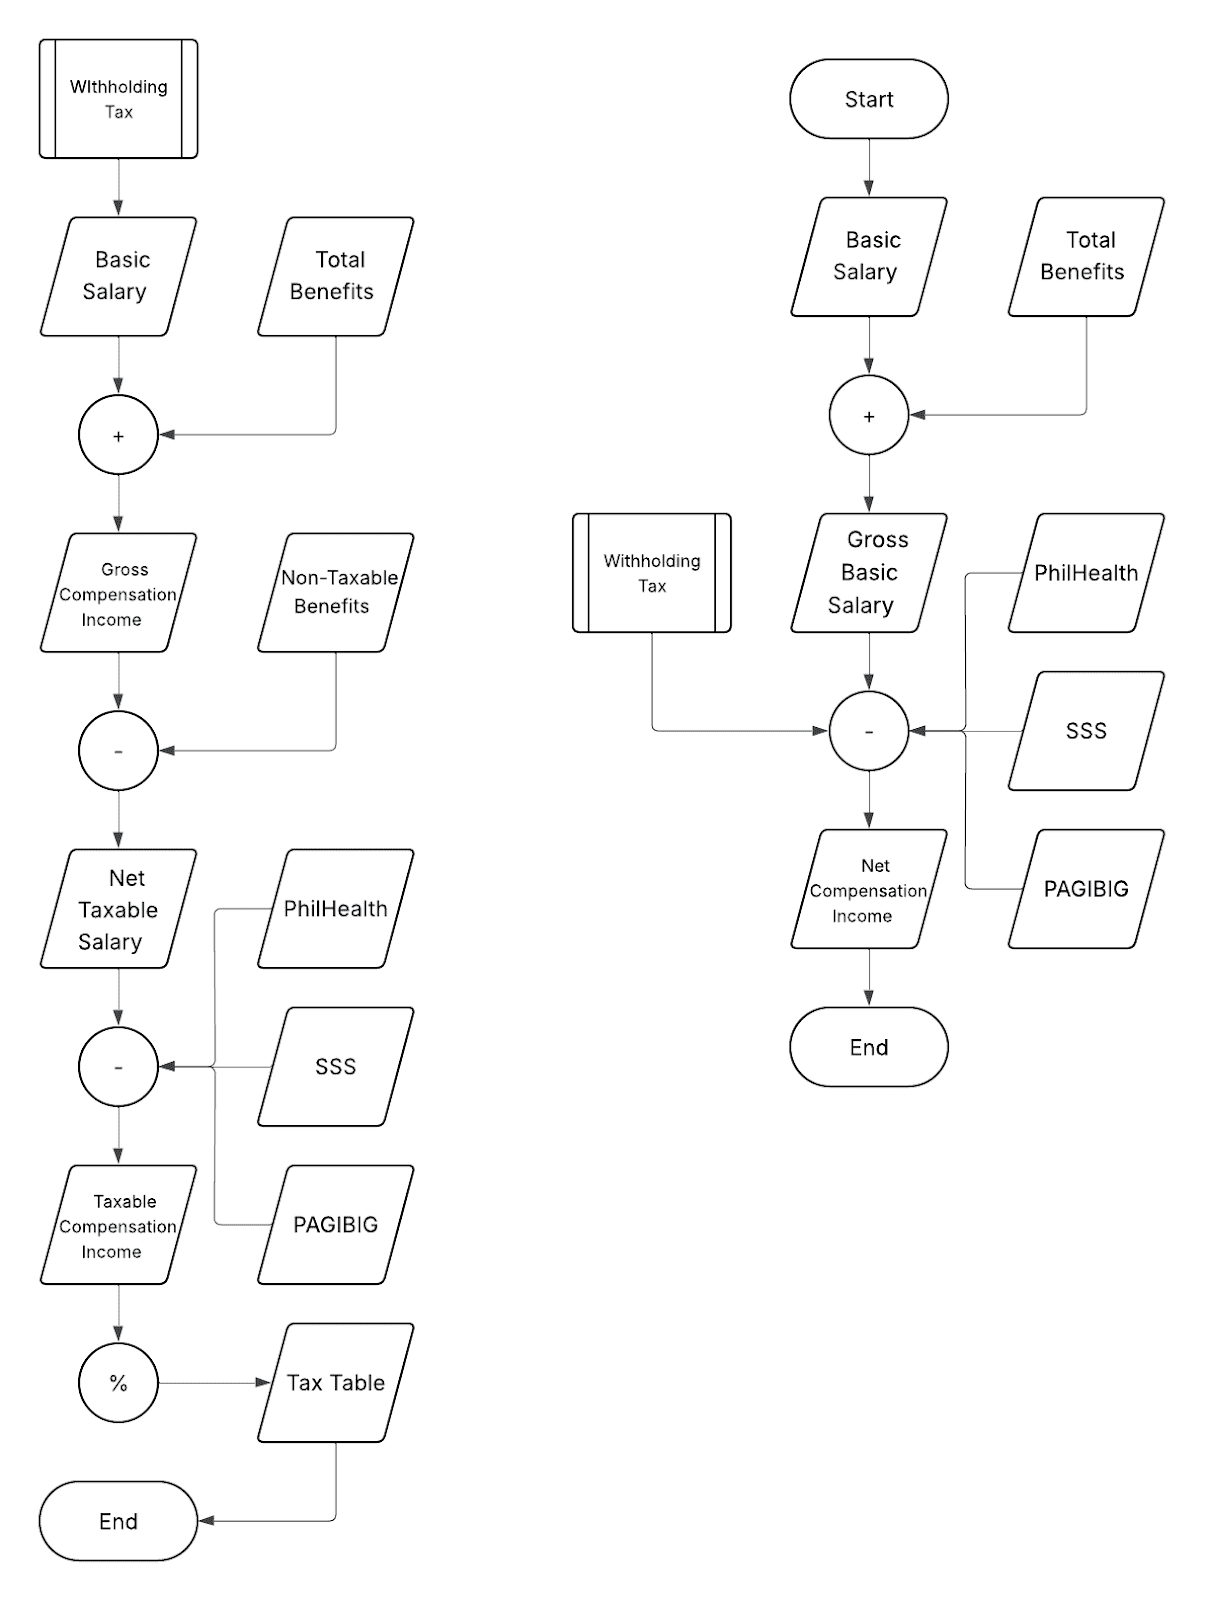 WIthholding
Tax
Basic
Salary
Total
Benefits
+
Gross
Compensation
Income
Non-Taxable
Benefits
-
Net
Taxable
Salary
PhilHealth
-
SSS
Taxable
Compensation
Income
PAGIBIG
%
Tax Table
End
Start
Basic
Salary
Total
Benefits
+
Withholding
Tax
Gross
Basic
Salary
PhilHealth
-
SSS
Net
Compensation
Income
PAGIBIG
End